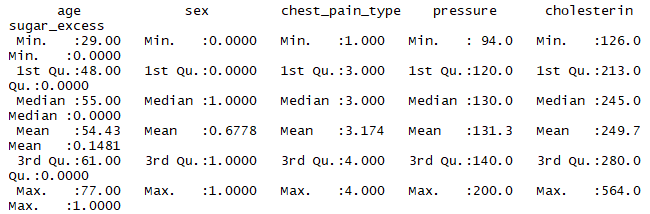 age sex chest_pain_type pressure cholesterin
sugar_excess
Min. :29.00 Min. :0.0000 Min. :1.000 Min. : 94.0 Min. :126.0
Min. :0.0000
1st Qu.:48.00 1st Qu.:0.0000 1st Qu.:3.000 1st Qu.:120.0 1st Qu.:213.0
Qu.:0.0000
Median :55.00 Median :1.0000 Median :3.000 Median :130.0 Median :245.0
Median :0.0000
Mean :54.43 Mean :0.6778 Mean :3.174 Mean :131.3 Mean :249.7
Mean :0.1481
3rd Qu.:61.00 3rd Qu.:1.0000 3rd Qu.:4.000 3rd Qu.:140.0 3rd Qu.:280.0
Qu.:0.0000
Max. :77.00 Max. :1.0000 Max. :4.000 Max. :200.0 Max. :564.0
Max. :1.0000